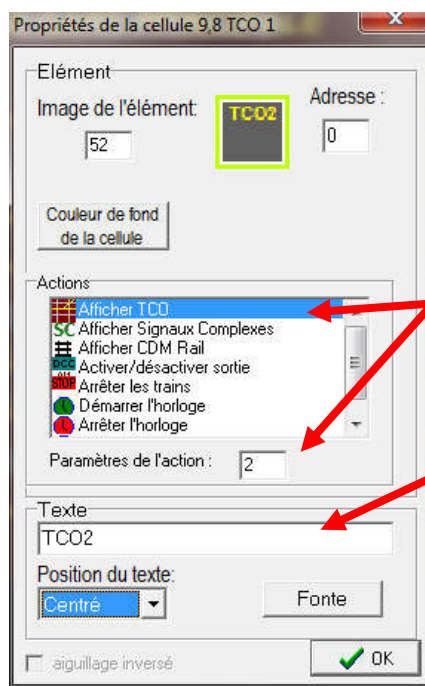 Propriétés de la cellule 9,8 TCO 1
Elément
Image de l'élément:
Adresse :
52
TCO2
0
Couleur de fond
de la cellule
Actions
Afficher TCO
SC Afficher Signaux Complexes
Afficher CDM Rail
DCC Activer/désactiver sortie
STOP Arrêter les trains
Démarrer l'horloge
Arrêter l'horloge
Paramètres de l'action :
2
Texte
TCO2
Position du texte:
Centré
Fonte
aiguillage inversé
OK